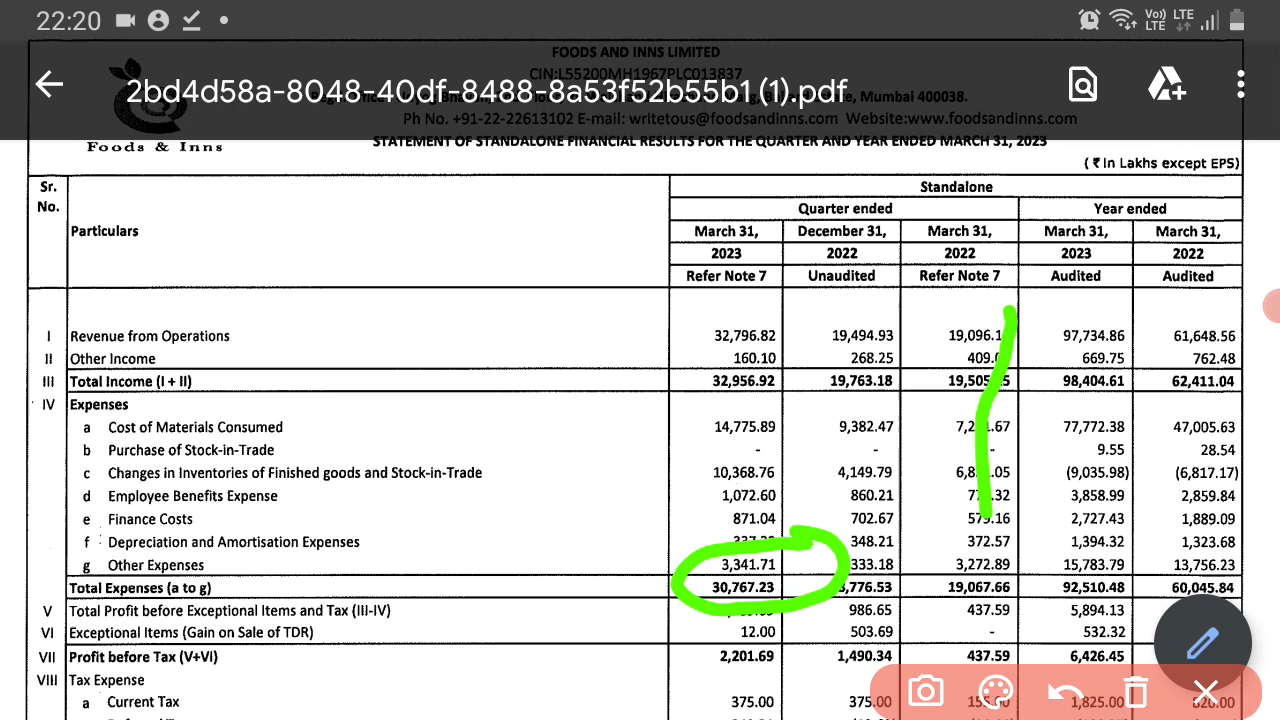 22:20 Vo)) LTE LTE
FOODS AND INNS LIMITED
CIN:L55200MH1967PLC013837
2bd4d58a-8048-40df-8488-8a53f52b55b1 (1).pdf
Mumbai 400038.
Ph No. +91-22-22613102 E-mail: writetous@foodsandinns.com Website:www.foodsandinns.com
Foods & Inns
STATEMENT OF STANDALONE FINANCIAL RESULTS FOR THE QUARTER AND YEAR ENDED MARCH 31, 2023
( ₹ In Lakhs except EPS)
Sr. No. Particulars Standalone
Quarter ended Year ended
March 31, December 31, March 31, March 31, March 31,
2023 2022 2022 2023 2022
Refer Note 7 Unaudited Refer Note 7 Audited Audited
I Revenue from Operations 32,796.82 19,494.93 97,734.86 61,648.56
II Other Income 160.10 268.25 669.75 762.48
III Total Income (I + II) 32,956.92 19,763.18 98,404.61 62,411.04
IV Expenses
a Cost of Materials Consumed 14,775.89 9,382.47 77,772.38 47,005.63
b Purchase of Stock-in-Trade - - - 9.55 28.54
c Changes in Inventories of Finished goods and Stock-in-Trade 10,368.76 4,149.79 (9,035.98) (6,817.17)
d Employee Benefits Expense 1,072.60 860.21 3,858.99 2,859.84
e Finance Costs 871.04 702.67 2,727.43 1,889.09
f Depreciation and Amortisation Expenses 348.21 372.57 1,394.32 1,323.68
g Other Expenses 3,341.71 3,272.89 15,783.79 13,756.23
Total Expenses (a to g) 30,767.23 19,067.66 92,510.48 60,045.84
V Total Profit before Exceptional Items and Tax (III-IV) 986.65 437.59 5,894.13
VI Exceptional Items (Gain on Sale of TDR) 12.00 503.69 - 532.32
VII Profit before Tax (V+VI) 2,201.69 1,490.34 437.59 6,426.45
VIII Tax Expense
a Current Tax 375.00 375.00 1,825.00 820.00